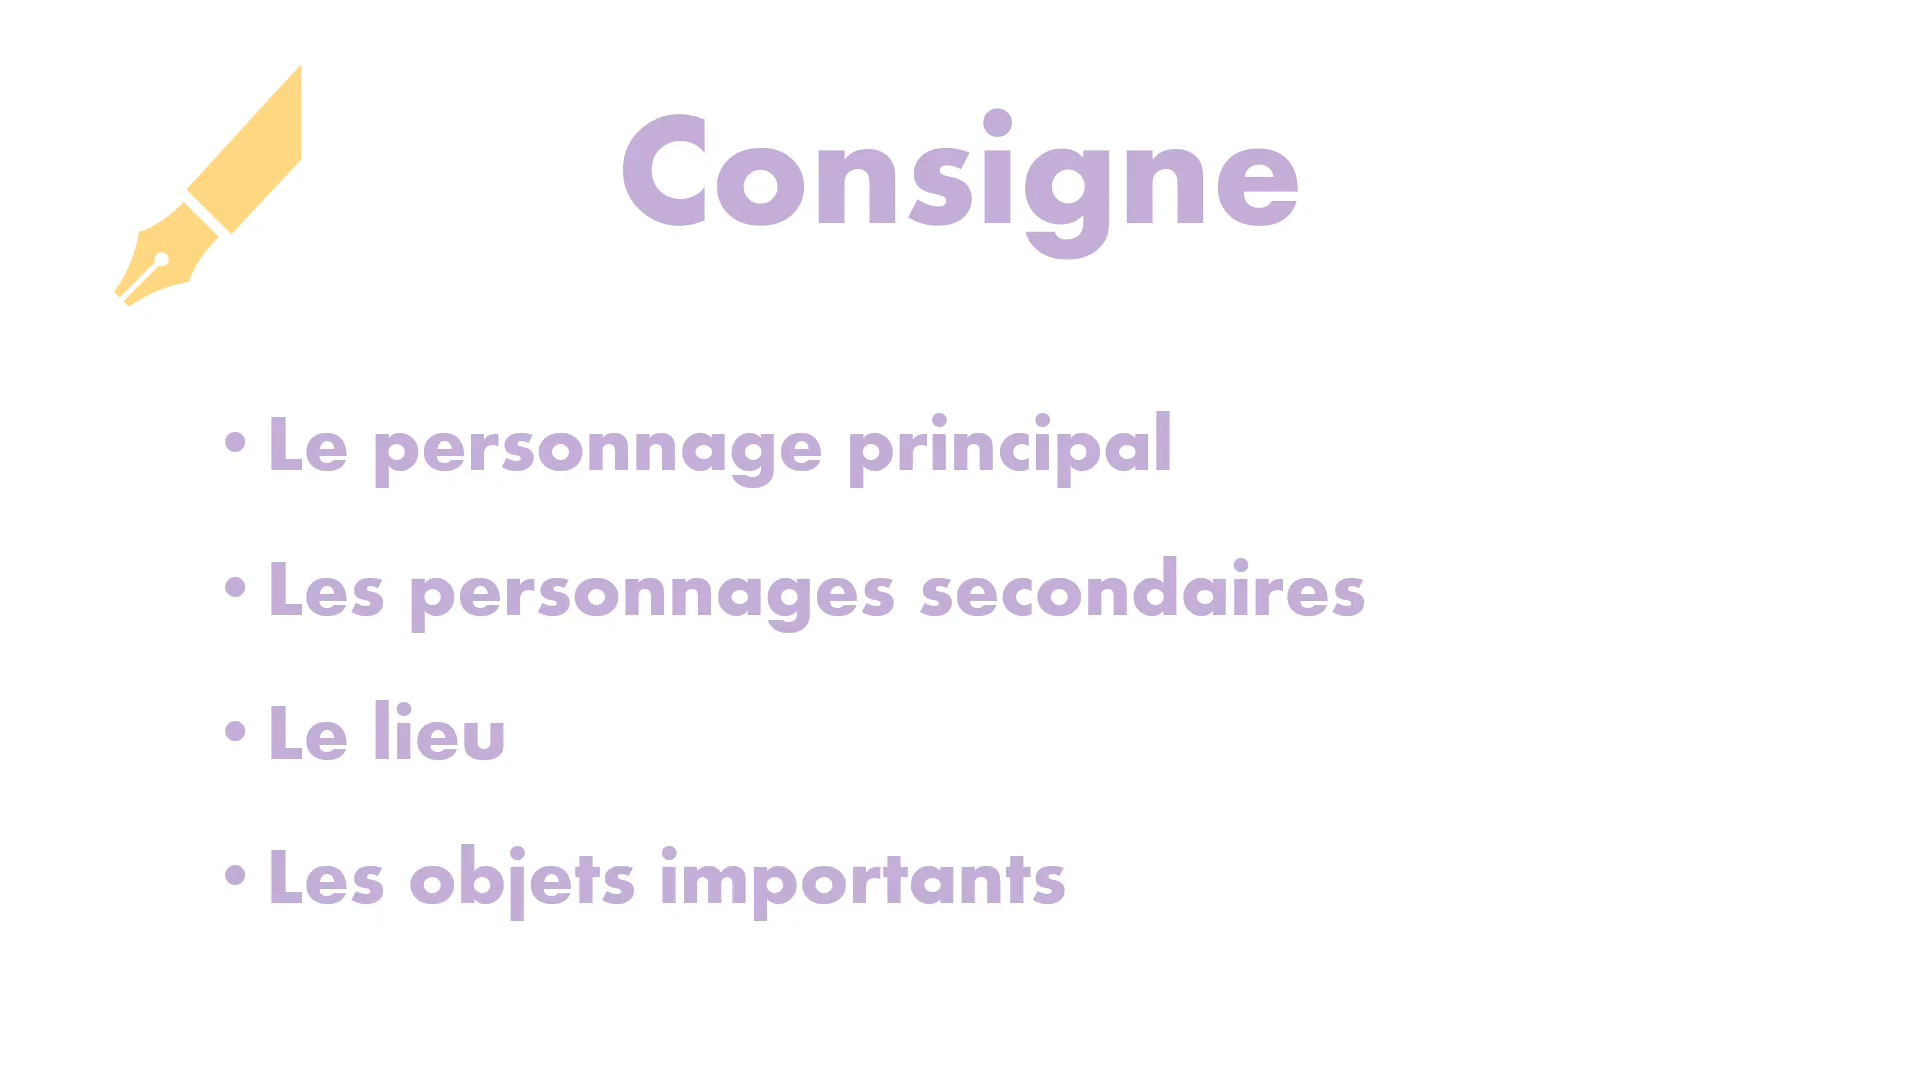 Consigne
• Le personnage principal
• Les personnages secondaires
• Le lieu
• Les objets importants